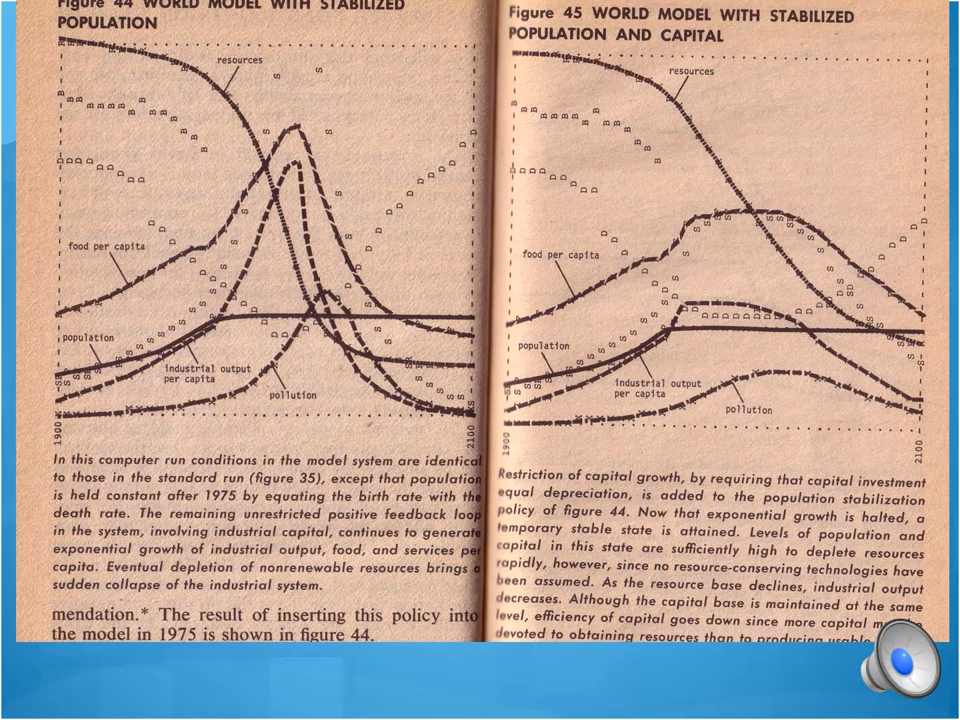 Figure 44 WORLD MODEL WITH STABILIZED
POPULATION
resources
food per capita
population
industrial output
per capita
pollution
1900
2100
In this computer run conditions in the model system are identical
to those in the standard run (figure 35), except that population
is held constant after 1975 by equating the birth rate with the
death rate. The remaining unrestricted positive feedback loop
in the system, involving industrial capital, continues to generate
exponential growth of industrial output, food, and services per
capita. Eventual depletion of nonrenewable resources brings a
sudden collapse of the industrial system.
mendation.* The result of inserting this policy into
the model in 1975 is shown in figure 44.
Figure 45 WORLD MODEL WITH STABILIZED
POPULATION AND CAPITAL
resources
food per capita
population
industrial output
per capita
pollution
1900
2100
Restriction of capital growth, by requiring that capital investment
equal depreciation, is added to the population stabilization
policy of figure 44. Now that exponential growth is halted, a
temporary stable state is attained. Levels of population and
capital in this state are sufficiently high to deplete resources
rapidly, however, since no resource-conserving technologies have
been assumed. As the resource base declines, industrial output
decreases. Although the capital base is maintained at the same
level, efficiency of capital goes down since more capital
devoted to obtaining resources than to producing usable